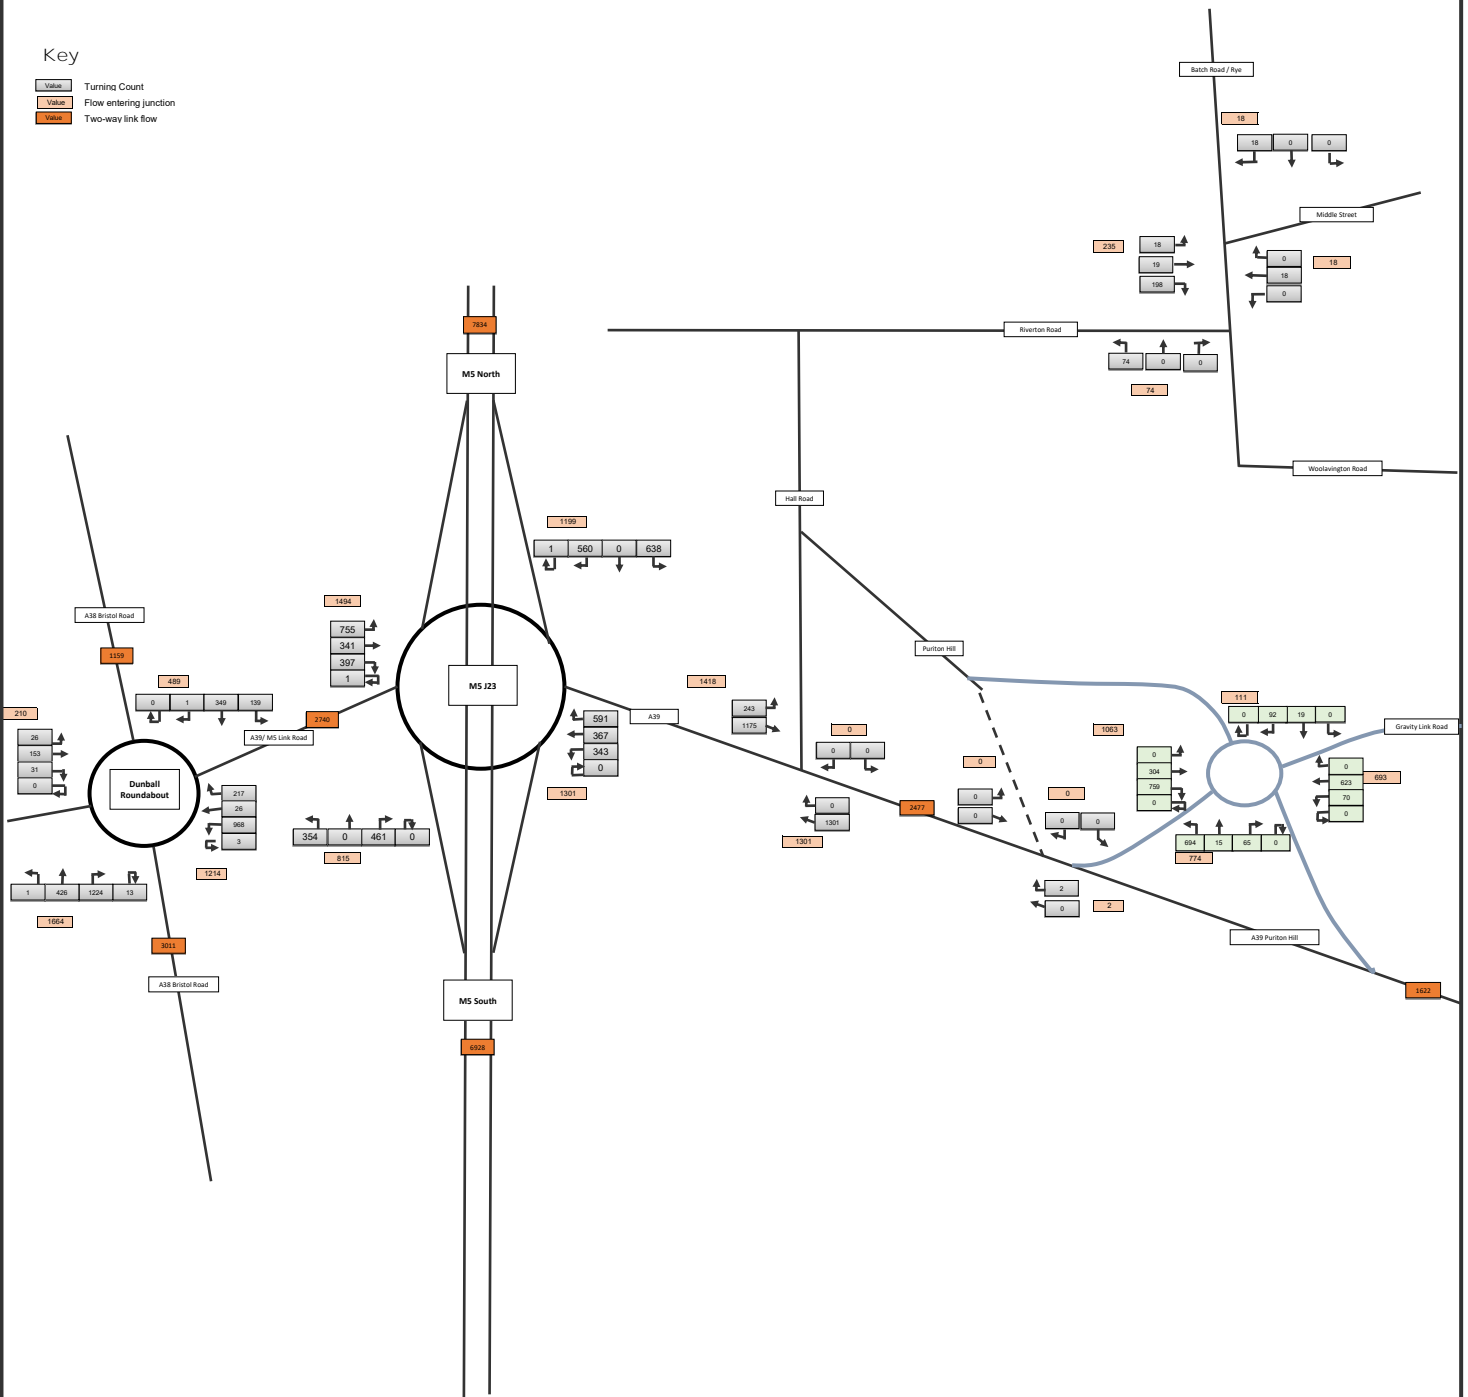 Key
Value Turning Count
Value Flow entering junction
Value Two-way link flow
Batch Road / Rye
18
18 0 0
Middle Street
235
18
19
198
0
18
0
18
Riverton Road
74 0 0
74
Woolavington Road
7834
M5 North
Hall Road
1199
1 560 0 638
1494
755
341
397
1
M5 J23
A38 Bristol Road
1159
489
0 1 349 139
2740
A39/ M5 Link Road
210
26
153
31
0
Dunball
Roundabout
217
26
968
3
1214
1 426 1224 13
1664
3011
A38 Bristol Road
354 0 461 0
815
591
367
343
0
1301
A39
1418
243
1175
0
0 0
0
1301
1301
2477
Puriton Hill
0
0
0
0
0 0
2
0
2
1063
0
304
759
0
111
0 92 19 0
Gravity Link Road
0
623
70
0
693
694 15 65 0
774
A39 Puriton Hill
1622
M5 South
6928